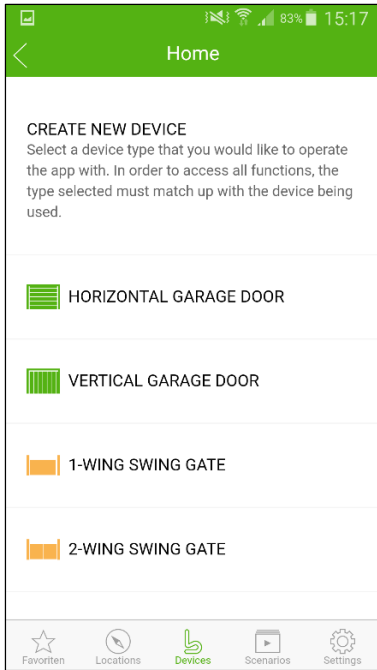 83% 15:17
Home
CREATE NEW DEVICE
Select a device type that you would like to operate
the app with. In order to access all functions, the
type selected must match up with the device being
used.
HORIZONTAL GARAGE DOOR
VERTICAL GARAGE DOOR
1-WING SWING GATE
2-WING SWING GATE
Favoriten Locations Devices Scenarios Settings